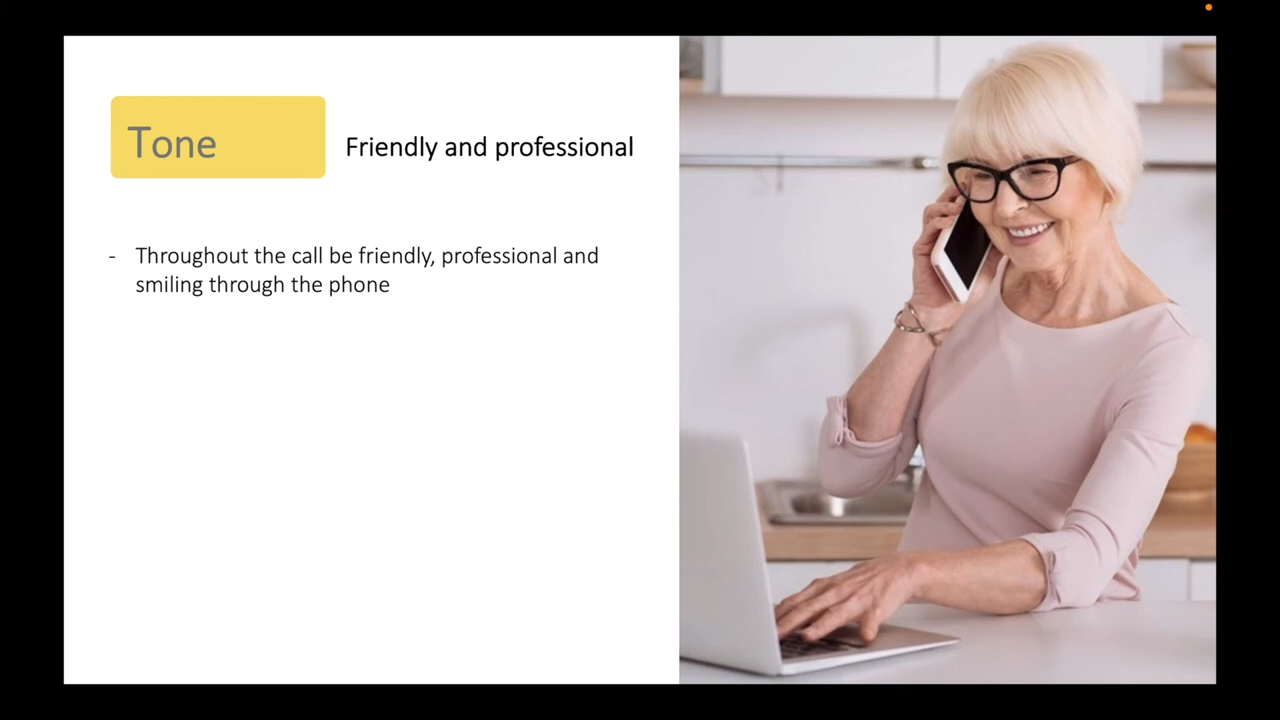 Tone
Friendly and professional
- Throughout the call be friendly, professional and
smiling through the phone